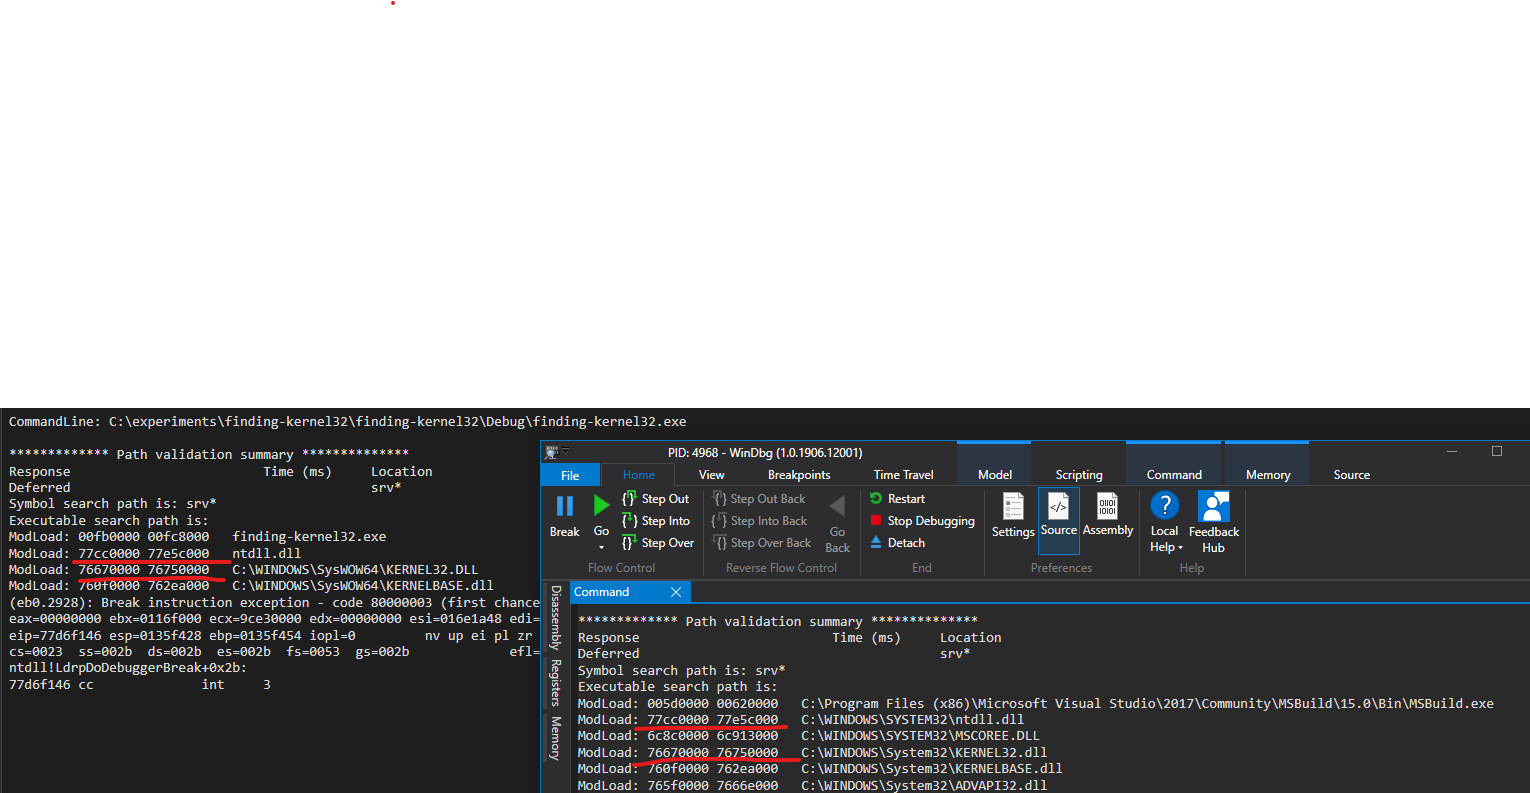 CommandLine: C:\experiments\finding-kernel32\finding-kernel32\Debug\finding-kernel32.exe
************* Path validation summary **************
Response Time (ms) Location
Deferred srv*
Symbol search path is: srv*
Executable search path is:
ModLoad: 00fb0000 00fc8000 finding-kernel32.exe
ModLoad: 77cc0000 77e5c000 ntdll.dll
ModLoad: 76670000 76750000 C:\WINDOWS\SysWOW64\KERNEL32.DLL
ModLoad: 760f0000 762ea000 C:\WINDOWS\SysWOW64\KERNELBASE.dll
(eb0.2928): Break instruction exception - code 80000003 (first chance
eax=00000000 ebx=0116f000 ecx=9ce30000 edx=00000000 esi=016e1a48 edi=
eip=77d6f146 esp=0135f428 ebp=0135f454 iopl=0 nv up ei pl zr
cs=0023 ss=002b ds=002b es=002b fs=0053 gs=002b efl=
ntdll!LdrpDoDebuggerBreak+0x2b:
77d6f146 cc int 3
PID: 4968 - WinDbg (1.0.1906.12001)
File Home View Breakpoints Time Travel Model Scripting Command Memory Source
Break
Go
Step Out
Step Into
Step Over
Flow Control
Step Out Back
Step Into Back
Step Over Back
Go
Back
Reverse Flow Control
Restart
Stop Debugging
Detach
End
Settings
Source
Assembly
Preferences
Local
Help
Feedback
Hub
Help
Disassembly
Registers
Memory
Command
************* Path validation summary **************
Response Time (ms) Location
Deferred srv*
Symbol search path is: srv*
Executable search path is:
ModLoad: 005d0000 00620000 C:\Program Files (x86)\Microsoft Visual Studio\2017\Community\MSBuild\15.0\Bin\MSBuild.exe
ModLoad: 77cc0000 77e5c000 C:\WINDOWS\SYSTEM32\ntdll.dll
ModLoad: 6c8c0000 6c913000 C:\WINDOWS\SYSTEM32\MSCOREE.DLL
ModLoad: 76670000 76750000 C:\WINDOWS\System32\KERNEL32.dll
ModLoad: 760f0000 762ea000 C:\WINDOWS\System32\KERNELBASE.dll
ModLoad: 765f0000 7666e000 C:\WINDOWS\System32\ADVAPI32.dll